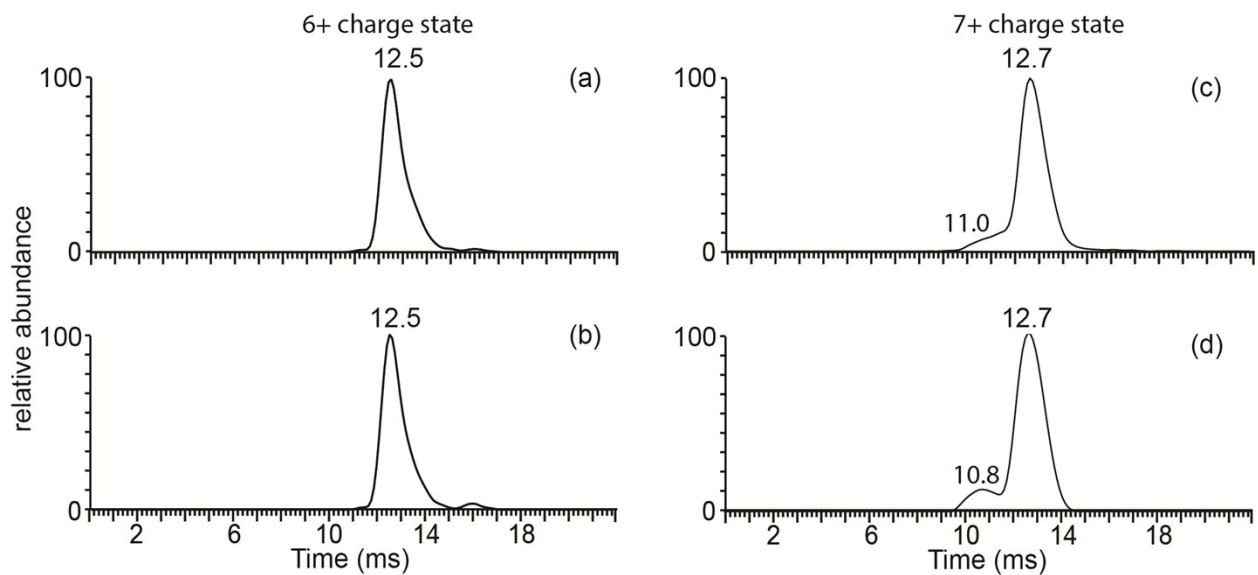 6+ charge state
12.5
(a)
100
0
7+ charge state
12.7
(c)
100
11.0
0
relative abundance
12.5
(b)
100
0
2 6 10 14 18
Time (ms)
12.7
(d)
100
10.8
0
2 6 10 14 18
Time (ms)